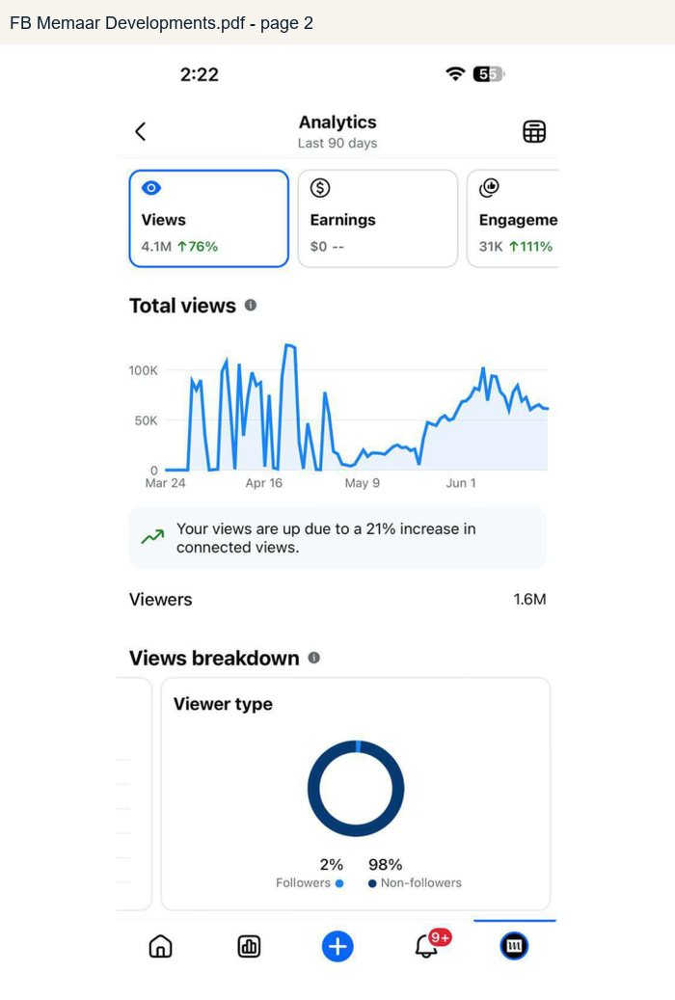 FB Memaar Developments.pdf - page 2
2:22
55
Analytics
Last 90 days
Views
4.1M ↑76%
Earnings
$0 --
Engageme
31K ↑111%
Total views
100K
50K
0
Mar 24 Apr 16 May 9 Jun 1
Your views are up due to a 21% increase in
connected views.
Viewers 1.6M
Views breakdown
Viewer type
2% 98%
Followers Non-followers
9+